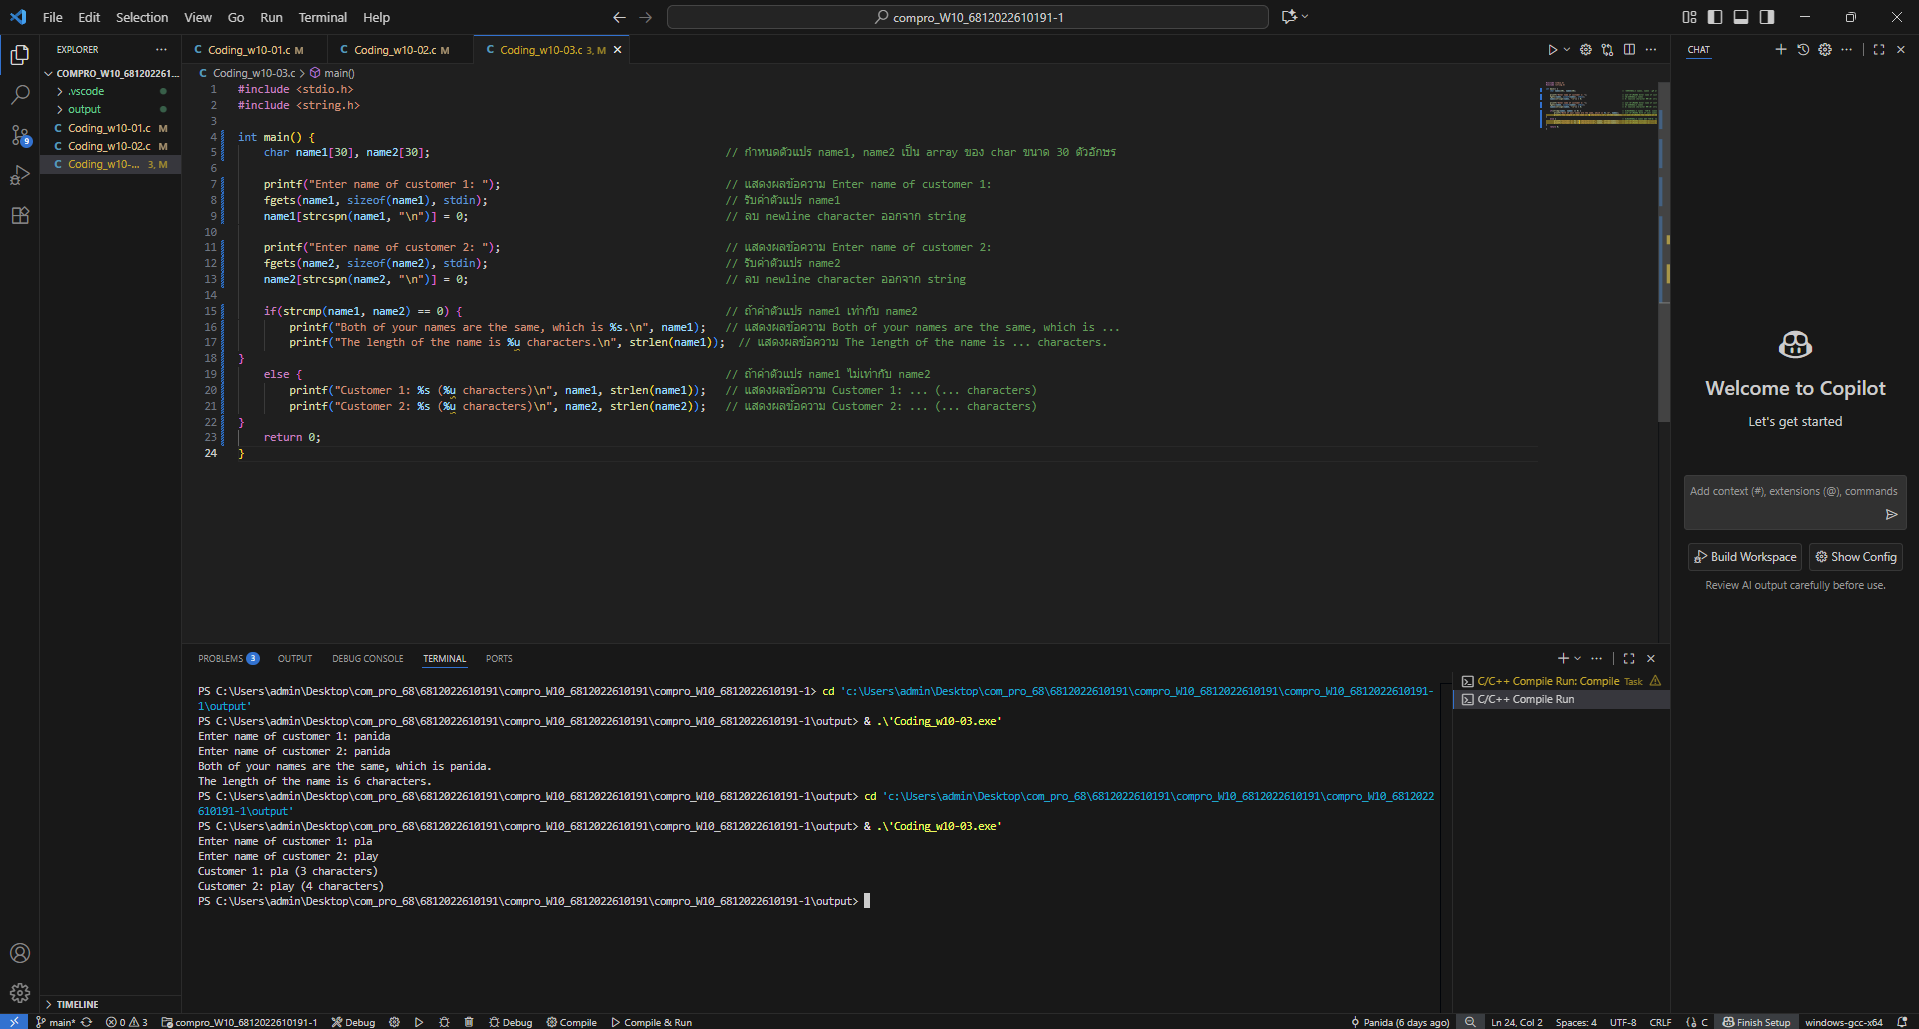 File Edit Selection View Go Run Terminal Help
compro_W10_6812022610191-1
EXPLORER
COMPRO_W10_681202261...
.vscode
output
Coding_w10-01.c M
Coding_w10-02.c M
Coding_w10-... 3, M
TIMELINE
Coding_w10-01.c M
Coding_w10-02.c M
Coding_w10-03.c 3, M
Coding_w10-03.c > main()
1 #include <stdio.h>
2 #include <string.h>
3
4 int main() {
5 char name1[30], name2[30]; // กำหนดตัวแปร name1, name2 เป็น array ของ char ขนาด 30 ตัวอักษร
6
7 printf("Enter name of customer 1: "); // แสดงผลข้อความ Enter name of customer 1:
8 fgets(name1, sizeof(name1), stdin); // รับค่าตัวแปร name1
9 name1[strcspn(name1, "\n")] = 0; // ลบ newline character ออกจาก string
10
11 printf("Enter name of customer 2: "); // แสดงผลข้อความ Enter name of customer 2:
12 fgets(name2, sizeof(name2), stdin); // รับค่าตัวแปร name2
13 name2[strcspn(name2, "\n")] = 0; // ลบ newline character ออกจาก string
14
15 if(strcmp(name1, name2) == 0) { // ถ้าค่าตัวแปร name1 เท่ากับ name2
16 printf("Both of your names are the same, which is %s.\n", name1); // แสดงผลข้อความ Both of your names are the same, which is ...
17 printf("The length of the name is %u characters.\n", strlen(name1)); // แสดงผลข้อความ The length of the name is ... characters.
18 }
19 else { // ถ้าค่าตัวแปร name1 ไม่เท่ากับ name2
20 printf("Customer 1: %s (%u characters)\n", name1, strlen(name1)); // แสดงผลข้อความ Customer 1: ... (... characters)
21 printf("Customer 2: %s (%u characters)\n", name2, strlen(name2)); // แสดงผลข้อความ Customer 2: ... (... characters)
22 }
23 return 0;
24 }
CHAT
Welcome to Copilot
Let's get started
Add context (#), extensions (@), commands
Build Workspace Show Config
Review AI output carefully before use.
PROBLEMS 3 OUTPUT DEBUG CONSOLE TERMINAL PORTS
PS C:\Users\admin\Desktop\com_pro_68\6812022610191\compro_W10_6812022610191\compro_W10_6812022610191-1> cd 'c:\Users\admin\Desktop\com_pro_68\6812022610191\compro_W10_6812022610191\compro_W10_6812022610191-
1\output'
PS C:\Users\admin\Desktop\com_pro_68\6812022610191\compro_W10_6812022610191\compro_W10_6812022610191-1\output> & .\'Coding_w10-03.exe'
Enter name of customer 1: panida
Enter name of customer 2: panida
Both of your names are the same, which is panida.
The length of the name is 6 characters.
PS C:\Users\admin\Desktop\com_pro_68\6812022610191\compro_W10_6812022610191\compro_W10_6812022610191-1\output> cd 'c:\Users\admin\Desktop\com_pro_68\6812022610191\compro_W10_6812022610191\compro_W10_6812022
610191-1\output'
PS C:\Users\admin\Desktop\com_pro_68\6812022610191\compro_W10_6812022610191\compro_W10_6812022610191-1\output> & .\'Coding_w10-03.exe'
Enter name of customer 1: pla
Enter name of customer 2: play
Customer 1: pla (3 characters)
Customer 2: play (4 characters)
PS C:\Users\admin\Desktop\com_pro_68\6812022610191\compro_W10_6812022610191\compro_W10_6812022610191-1\output>
C/C++ Compile Run: Compile Task
C/C++ Compile Run
main* 0 3 compro_W10_6812022610191-1 Debug Debug Compile Compile & Run Panida (6 days ago) Ln 24, Col 2 Spaces: 4 UTF-8 CRLF C Finish Setup windows-gcc-x64